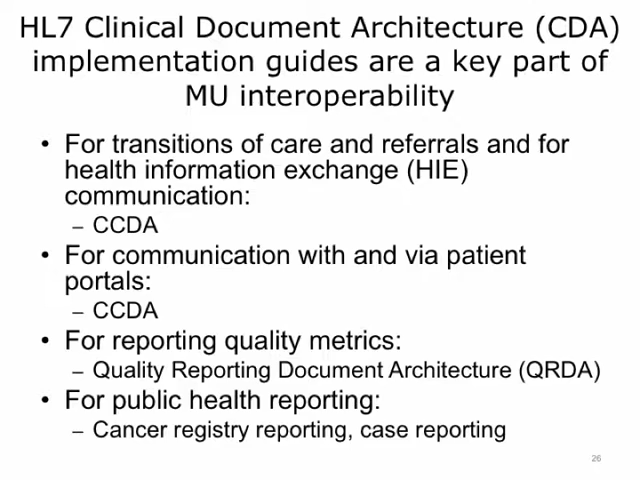 HL7 Clinical Document Architecture (CDA)
implementation guides are a key part of
MU interoperability
• For transitions of care and referrals and for
health information exchange (HIE)
communication:
– CCDA
• For communication with and via patient
portals:
– CCDA
• For reporting quality metrics:
– Quality Reporting Document Architecture (QRDA)
• For public health reporting:
– Cancer registry reporting, case reporting
26